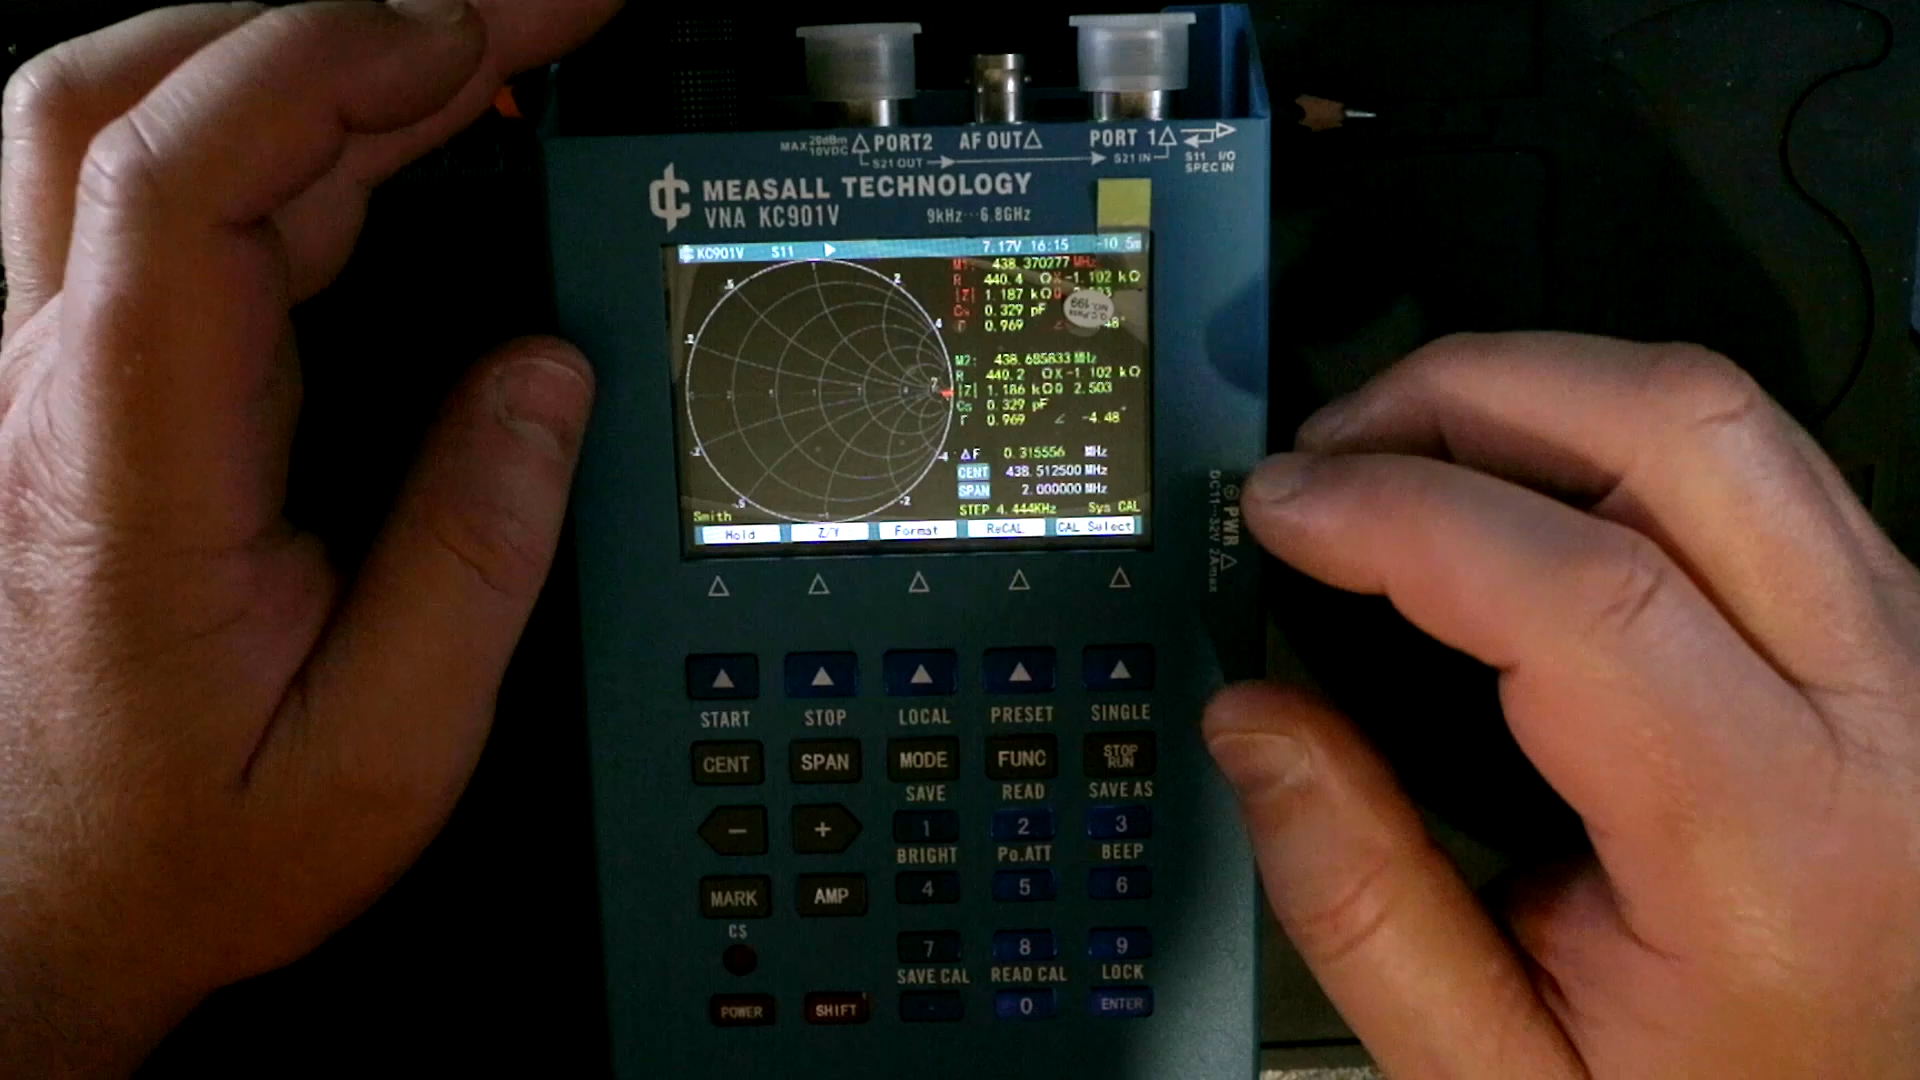 MAX 20dBm 10VDC PORT2 AF OUT PORT 1
S21 OUT S21 IN S11 I/O
SPEC IN
MEASALL TECHNOLOGY
VNA KC901V 9kHz···6.8GHz
KC901V S11 7.17V 16:15
M1: 438.370277 MHz
R 440.4 Ω X -1.102 kΩ
|Z| 1.187 kΩ Q
Cs 0.329 pF
Γ 0.969 ∠
M2: 438.685833 MHz
R 440.2 Ω X -1.102 kΩ
|Z| 1.186 kΩ Q 2.503
Cs 0.329 pF
Γ 0.969 ∠ -4.48°
ΔF 0.315556 MHz
CENT 438.512500 MHz
SPAN 2.000000 MHz
Smith STEP 4.444KHz Sys CAL
Hold Z/Y Format ReCAL CAL Select
PWR
DC11-32V 2Amax
START STOP LOCAL PRESET SINGLE
CENT SPAN MODE FUNC STOP RUN
SAVE READ SAVE AS
− + 1 2 3
BRIGHT Po.ATT BEEP
MARK AMP 4 5 6
CS 7 8 9
SAVE CAL READ CAL LOCK
POWER SHIFT . 0 ENTER